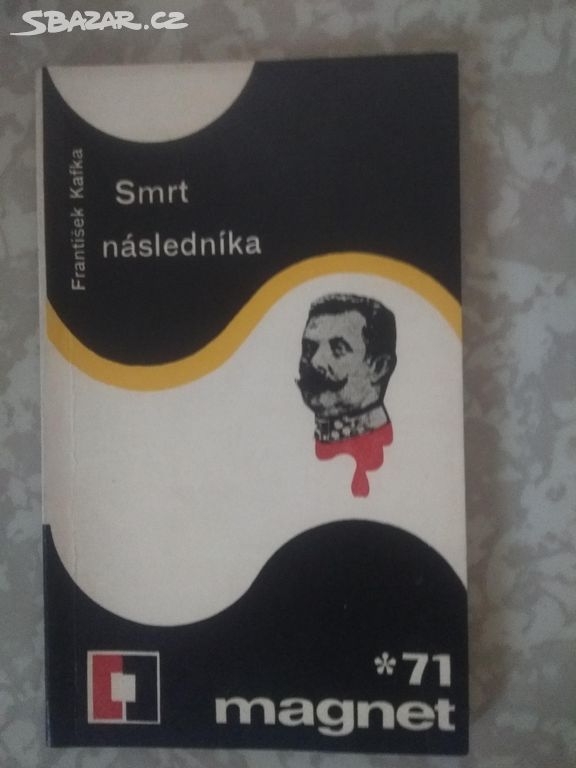 SBAZAR.CZ
František Kafka
Smrt
následníka
*71
magnet